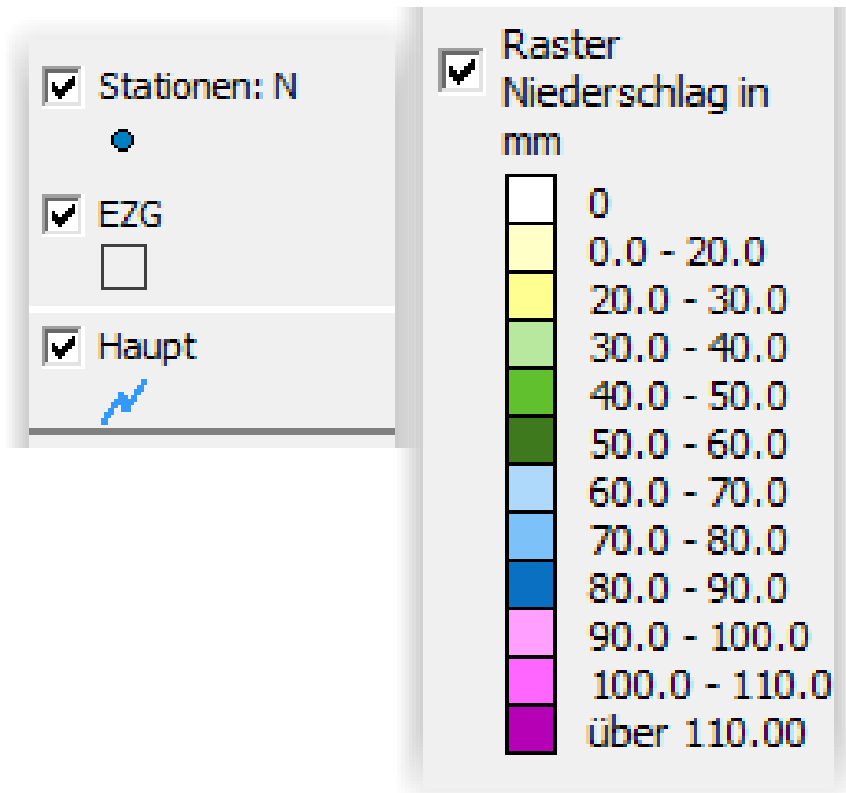 Stationen: N
EZG
Haupt
Raster
Niederschlag in
mm
0
0.0 - 20.0
20.0 - 30.0
30.0 - 40.0
40.0 - 50.0
50.0 - 60.0
60.0 - 70.0
70.0 - 80.0
80.0 - 90.0
90.0 - 100.0
100.0 - 110.0
über 110.00